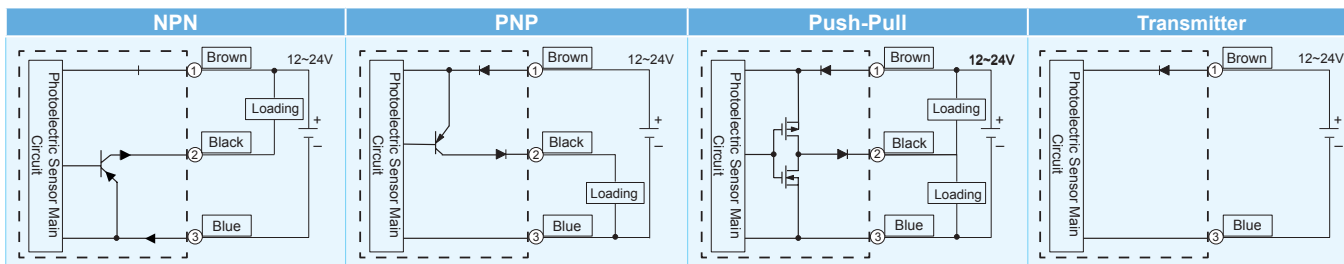 NPN
PNP
Push-Pull
Transmitter
Photoelectric Sensor Main
Circuit
1
Brown
12~24V
Loading
+
−
2
Black
3
Blue
Photoelectric Sensor Main
Circuit
1
Brown
12~24V
+
−
2
Black
Loading
3
Blue
Photoelectric Sensor Main
Circuit
1
Brown
12~24V
Loading
+
−
2
Black
Loading
3
Blue
Photoelectric Sensor Main
Circuit
1
Brown
12~24V
+
−
3
Blue